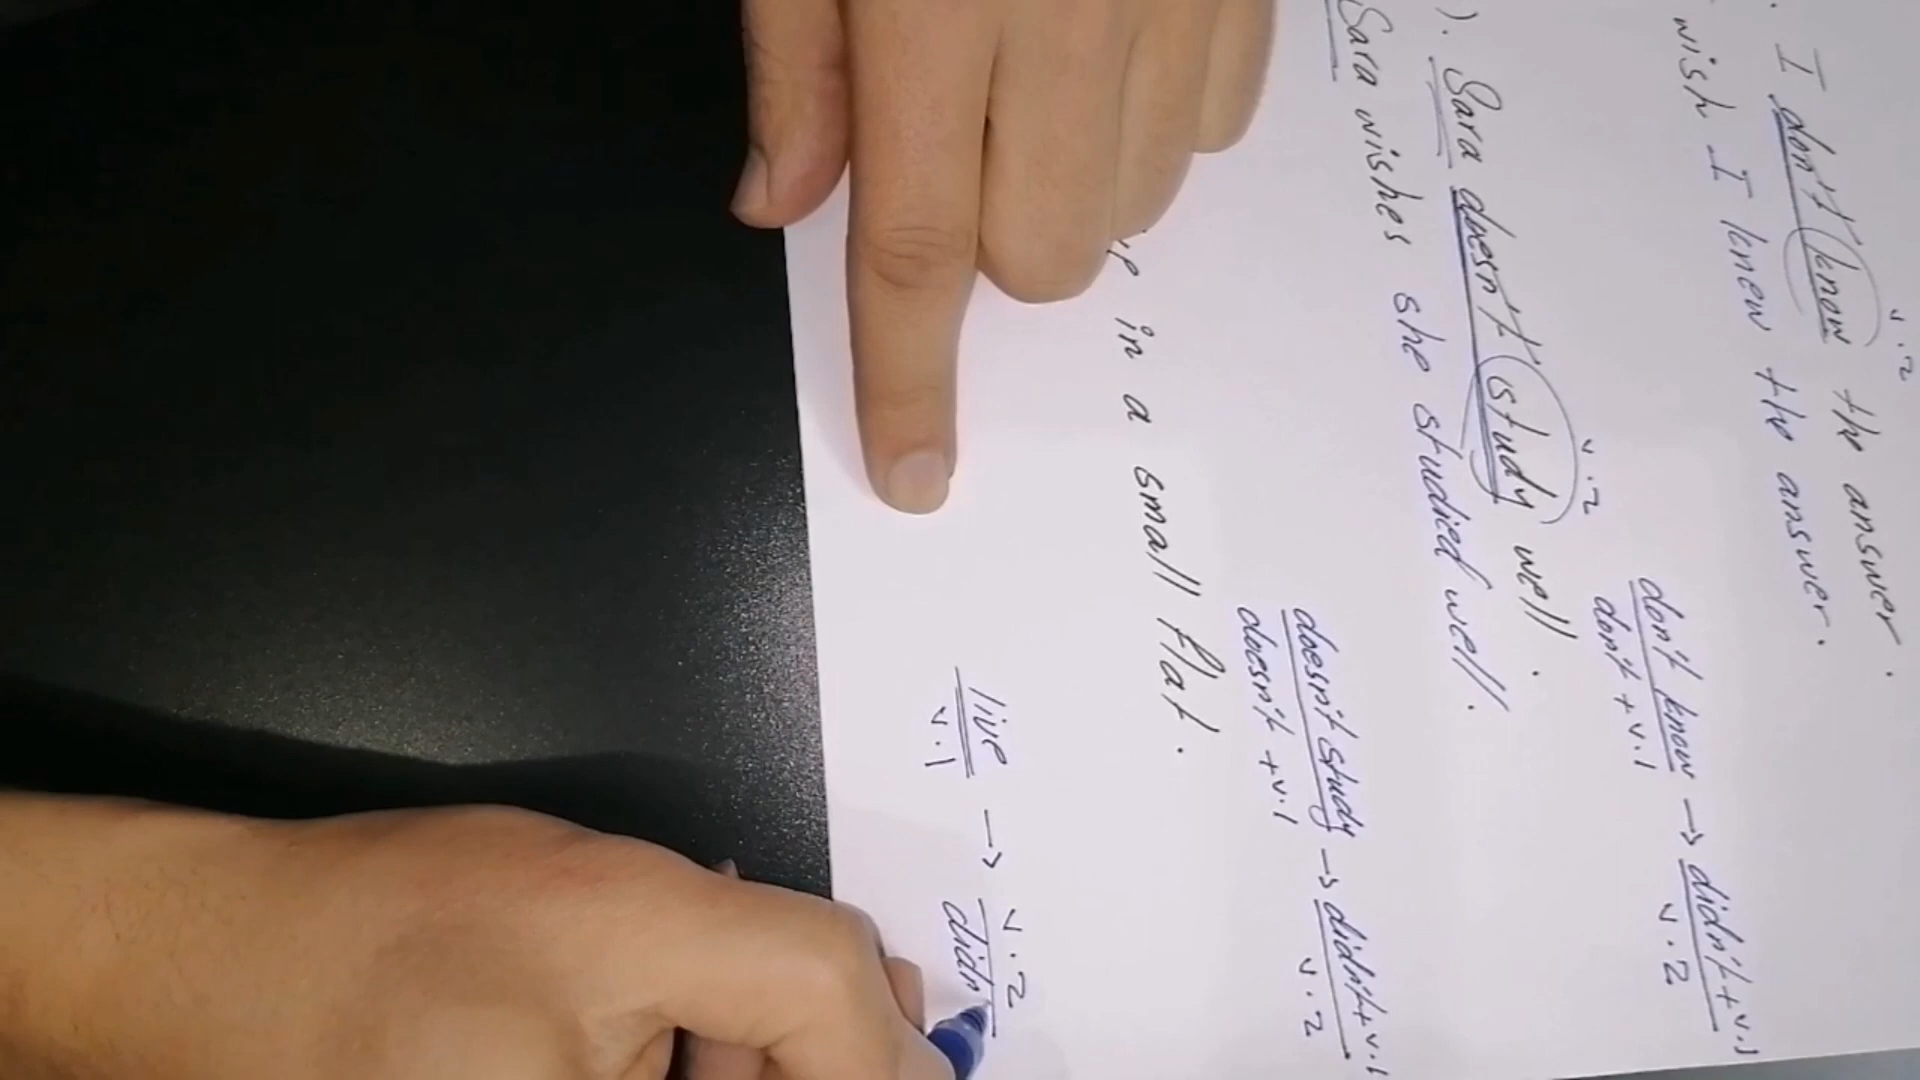 I don't know the answer.
v.2
wish I knew the answer.
don't know → didn't + v.1
don't + v.1
v.2
). Sara doesn't study well.
v.2
Sara wishes she studied well.
doesn't study → didn't + v.1
doesn't + v.1
v.2
in a small flat.
live → v.2
v.1
didn